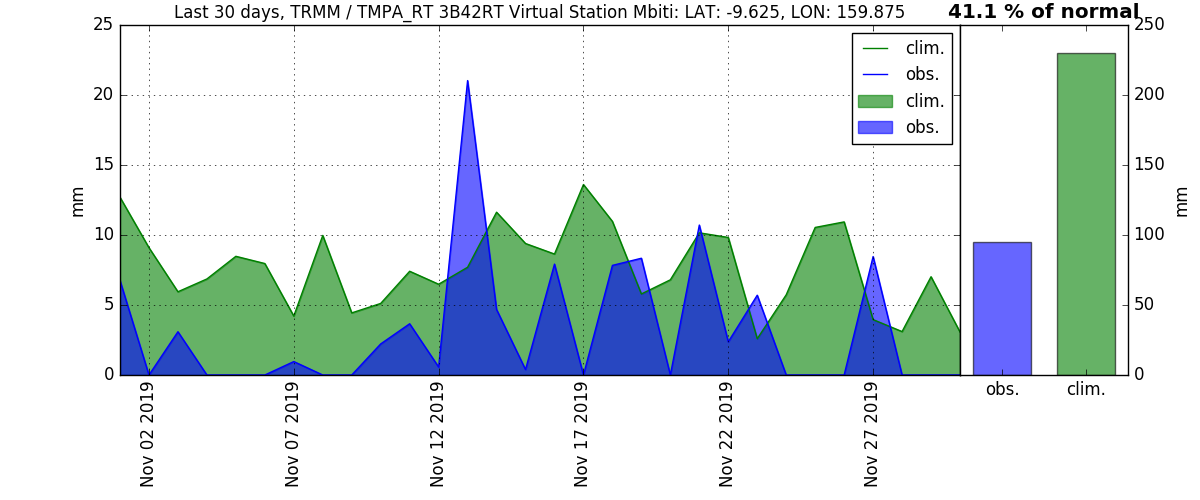 Last 30 days, TRMM / TMPA_RT 3B42RT Virtual Station Mbiti: LAT: -9.625, LON: 159.875
41.1 % of normal
25
20
15
10
5
0
mm
clim.
obs.
clim.
obs.
250
200
150
100
50
0
mm
Nov 02 2019
Nov 07 2019
Nov 12 2019
Nov 17 2019
Nov 22 2019
Nov 27 2019
obs.
clim.